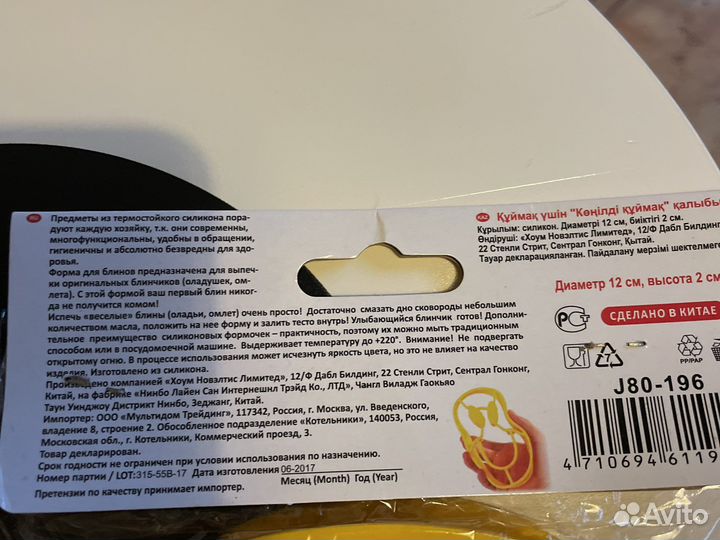 RU Предметы из термостойкого силикона пора-
дуют каждую хозяйку, т.к. они современны,
многофункциональны, удобны в обращении,
гигиеничны и абсолютно безвредны для здо-
ровья.
Форма для блинов предназначена для выпеч-
ки оригинальных блинчиков (оладушек, ом-
лета). С этой формой ваш первый блин никог-
да не получится комом!
Испечь «веселые» блины (оладьи, омлет) очень просто! Достаточно смазать дно сковороды небольшим
количеством масла, положить на нее форму и залить тесто внутрь! Улыбающийся блинчик готов! Дополни-
тельное преимущество силиконовых формочек – практичность, поэтому их можно мыть традиционным
способом или в посудомоечной машине. Выдерживает температуру до +220°. Внимание! Не подвергать
открытому огню. В процессе использования может исчезнуть яркость цвета, но это не влияет на качество
изделия. Изготовлено из силикона.
Произведено компанией «Хоум Новэлтис Лимитед», 12/Ф Дабл Билдинг, 22 Стенли Стрит, Сентрал Гонконг,
Китай, на фабрике «Нинбо Лайен Сан Интернешнл Трэйд Ко., ЛТД», Чангл Виладж Гаокьяо
Таун Уинджоу Дистрикт Нинбо, Зеджанг, Китай.
Импортер: ООО «Мультидом Трейдинг», 117342, Россия, г. Москва, ул. Введенского,
владение 8, строение 2. Обособленное подразделение «Котельники», 140053, Россия,
Московская обл., г. Котельники, Коммерческий проезд, 3.
Товар декларирован.
Срок годности не ограничен при условии использования по назначению.
Номер партии / LOT: 315-55B-17 Дата изготовления 06-2017
Месяц (Month) Год (Year)
Претензии по качеству принимает импортер.
KAZ Құймақ үшін "Көңілді құймақ" қалыбы
Құрылым: силикон. Диаметрі 12 см, биіктігі 2 см.
Өндіруші: «Хоум Новэлтис Лимитед», 12/Ф Дабл Билдинг
22 Стенли Стрит, Сентрал Гонконг, Қытай.
Тауар декларацияланған. Пайдалану мерзімі шектелмеге
Диаметр 12 см, высота 2 см
РСТ
СДЕЛАНО В КИТАЕ
7
PP/PAP
J80-196
4 710694 6119
Avito